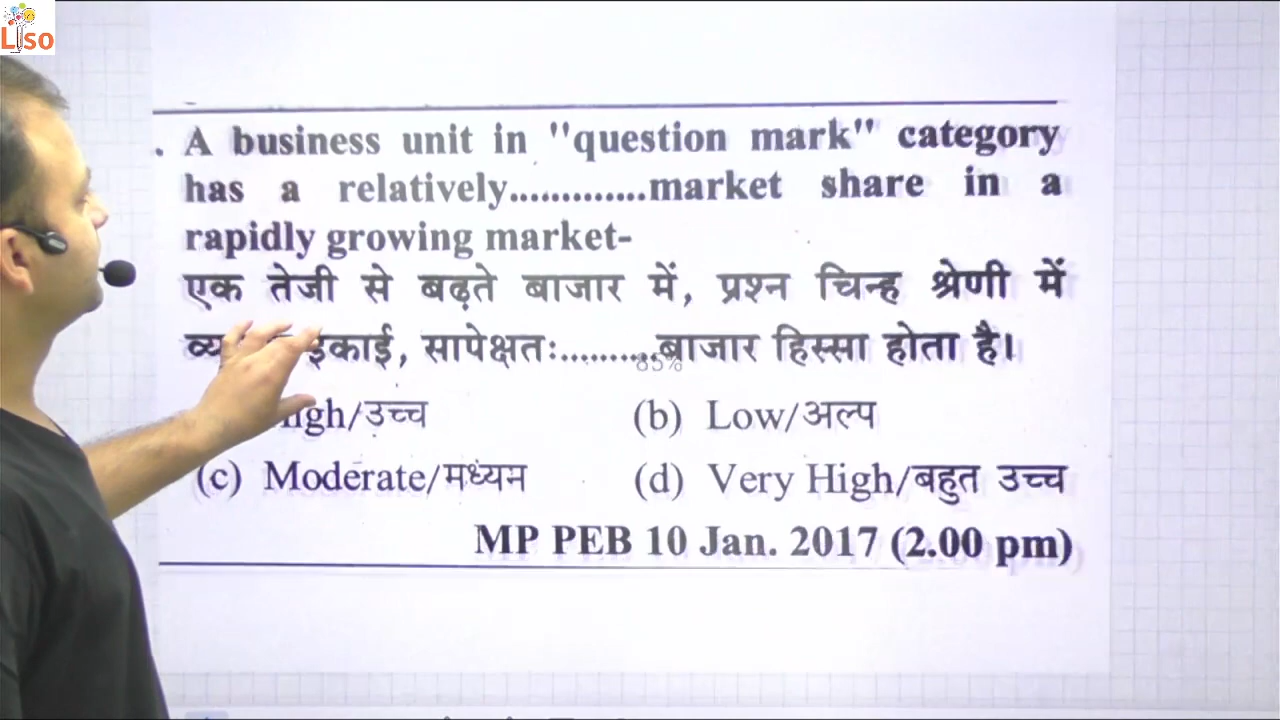 Liso
. A business unit in "question mark" category
has a relatively.............market share in a
rapidly growing market-
एक तेजी से बढ़ते बाजार में, प्रश्न चिन्ह श्रेणी में
इकाई, सापेक्षतः..........बाजार हिस्सा होता है।
85%
/उच्च (b) Low/अल्प
(c) Moderate/मध्यम (d) Very High/बहुत उच्च
MP PEB 10 Jan. 2017 (2.00 pm)